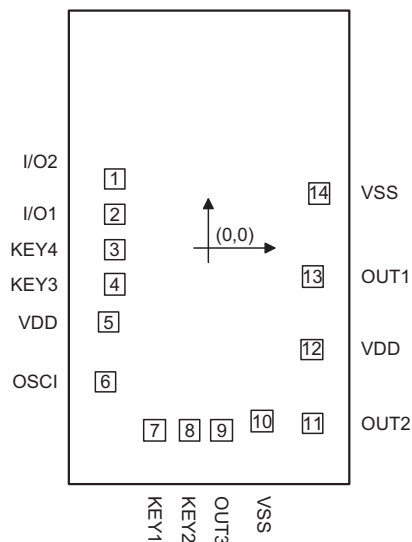 I/O2
1
14
VSS
I/O1
2
KEY4
3
(0,0)
KEY3
4
13
OUT1
VDD
5
12
VDD
OSCI
6
7
8
9
10
11
OUT2
KEY1
KEY2
OUT3
VSS